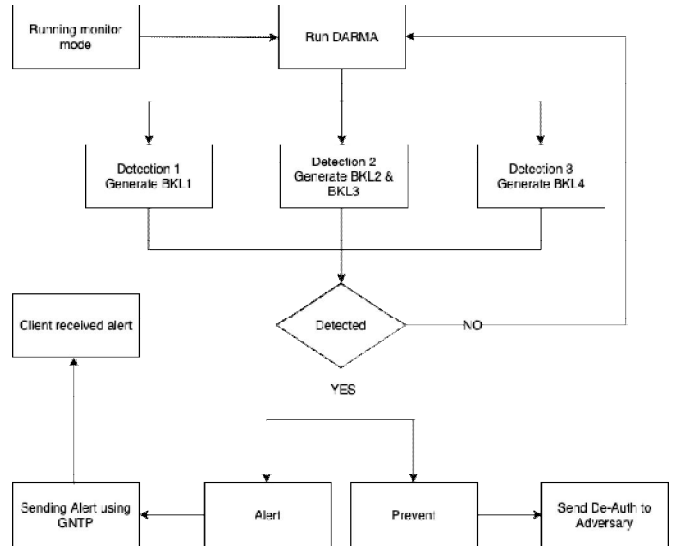 Running monitor
mode
Run DARMA
Detection 1
Generate BKL1
Detection 2
Generate BKL2 &
BKL3
Detection 3
Generate BKL4
Client received alert
Detected
NO
YES
Sending Alert using
GNTP
Alert
Prevent
Send De-Auth to
Adversary